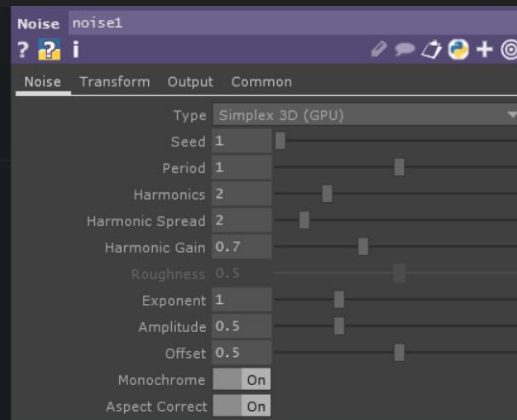 Noise noise1
? ? i
Noise Transform Output Common
Type Simplex 3D (GPU)
Seed 1
Period 1
Harmonics 2
Harmonic Spread 2
Harmonic Gain 0.7
Roughness 0.5
Exponent 1
Amplitude 0.5
Offset 0.5
Monochrome On
Aspect Correct On